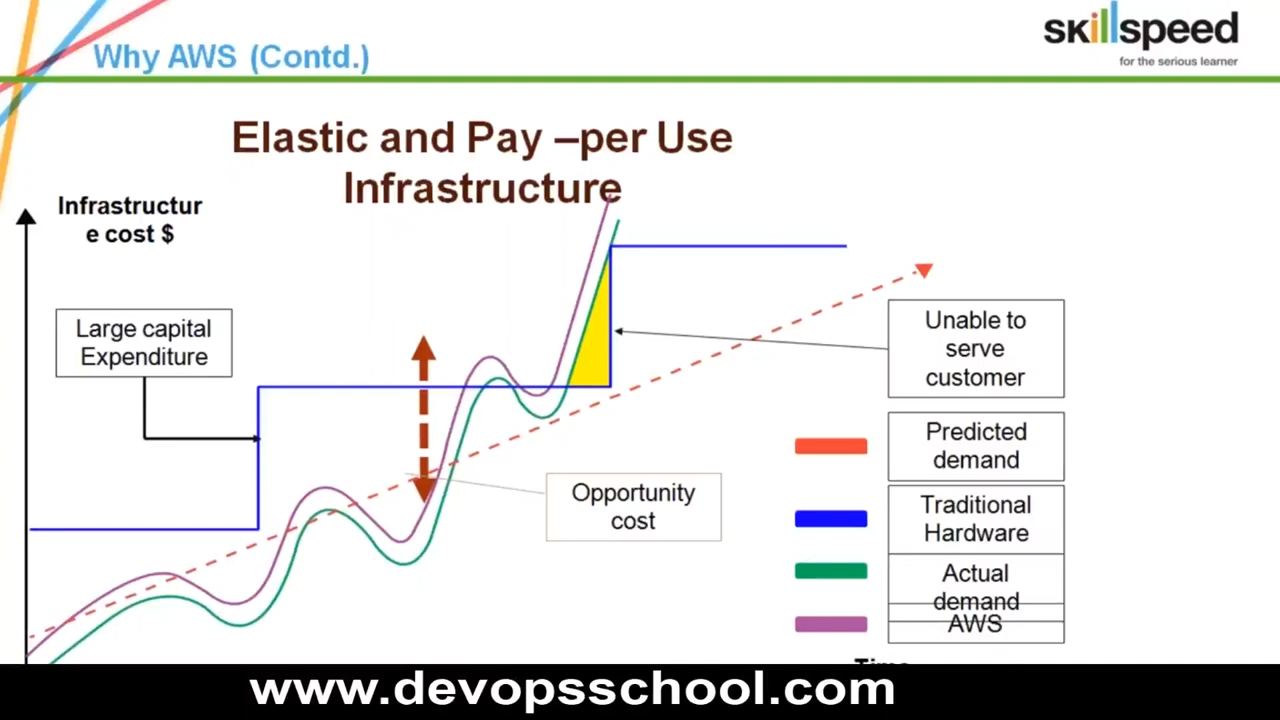 Why AWS (Contd.)
skillspeed
for the serious learner
Elastic and Pay –per Use
Infrastructure
Infrastructur
e cost $
Large capital
Expenditure
Unable to
serve
customer
Opportunity
cost
Predicted
demand
Traditional
Hardware
Actual
demand
AWS
Time
www.devopsschool.com